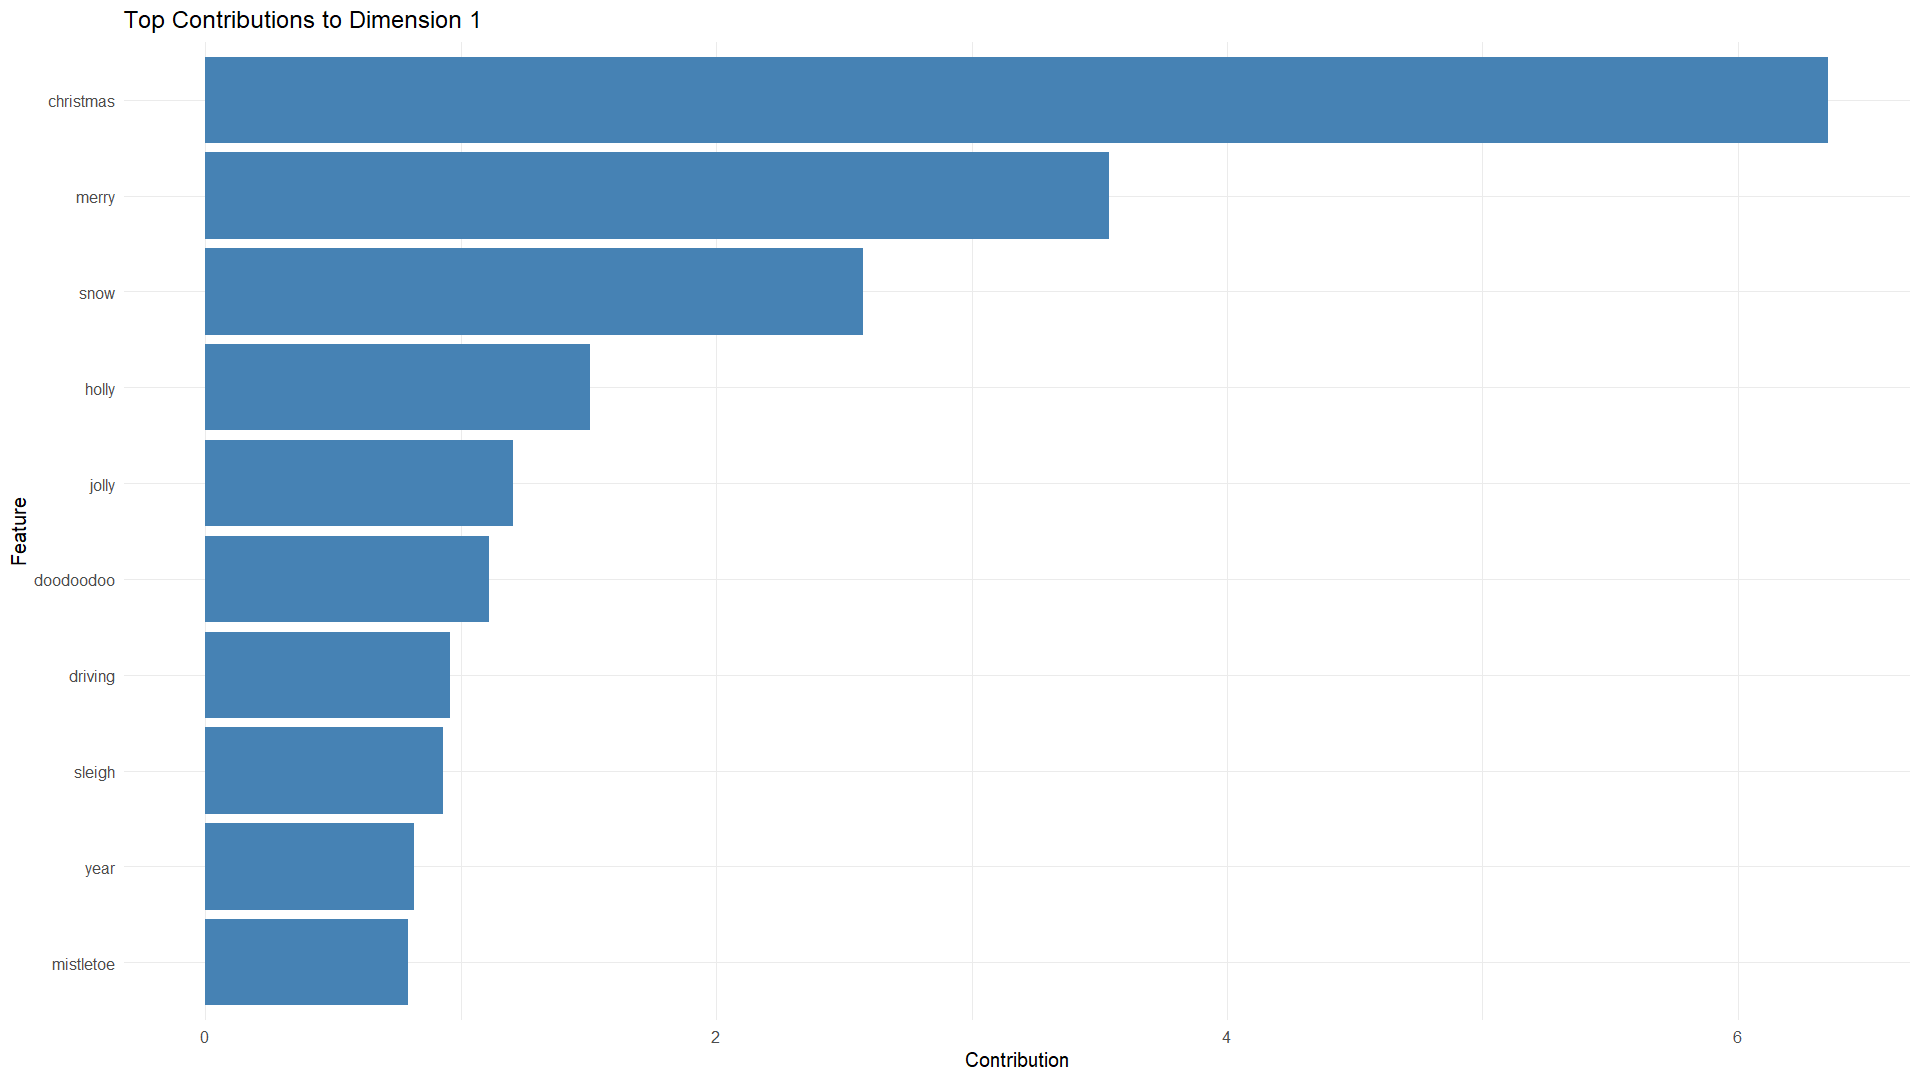 Top Contributions to Dimension 1
christmas
merry
snow
holly
jolly
doodoodoo
driving
sleigh
year
mistletoe
Feature
0 2 4 6
Contribution